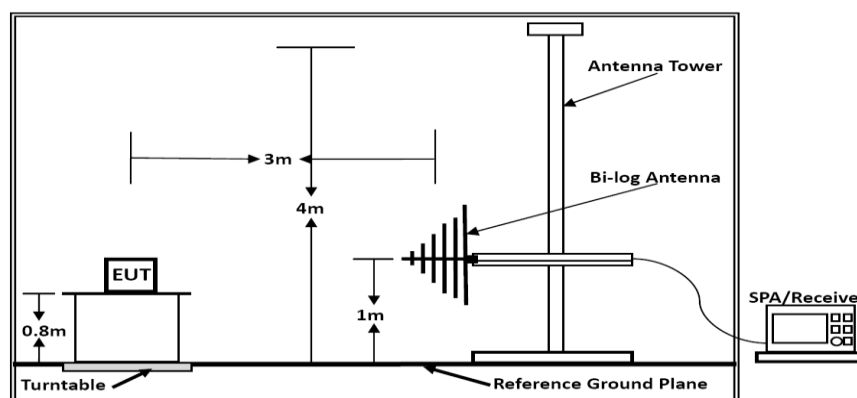 Antenna Tower
3m
Bi-log Antenna
4m
EUT
SPA/Receive
0.8m
1m
Turntable
Reference Ground Plane